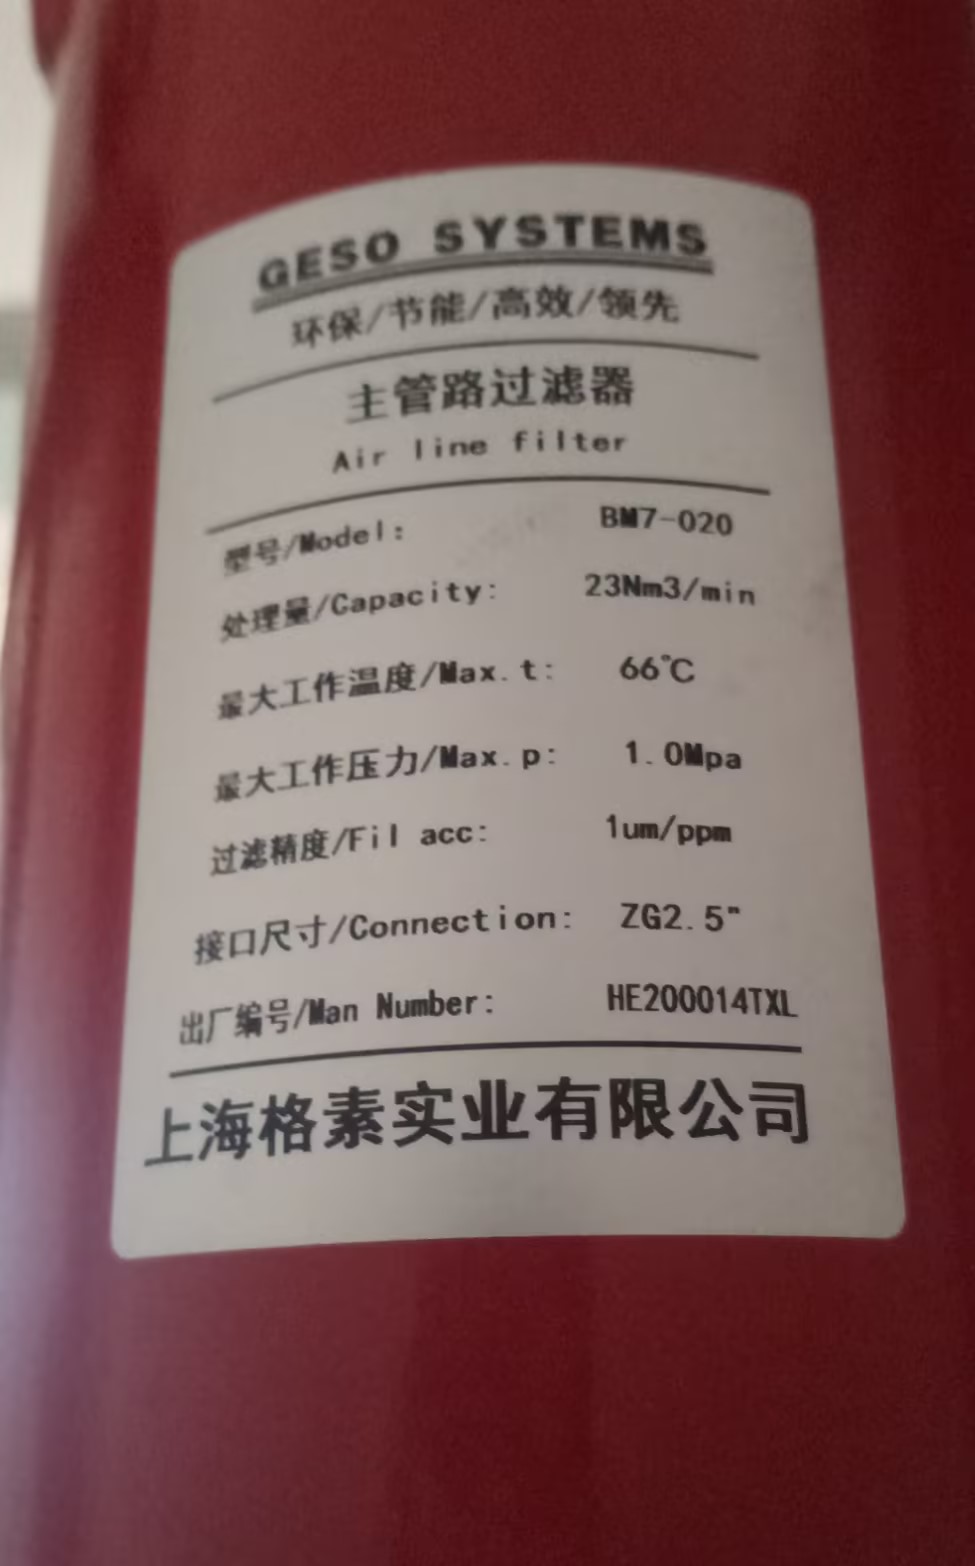 GESO SYSTEMS
环保/节能/高效/领先
主管路过滤器
Air line filter
型号/Model: BM7-020
处理量/Capacity: 23Nm3/min
最大工作温度/Max.t: 66℃
最大工作压力/Max.p: 1.0Mpa
过滤精度/Fil acc: 1um/ppm
接口尺寸/Connection: ZG2.5"
出厂编号/Man Number: HE200014TXL
上海格素实业有限公司